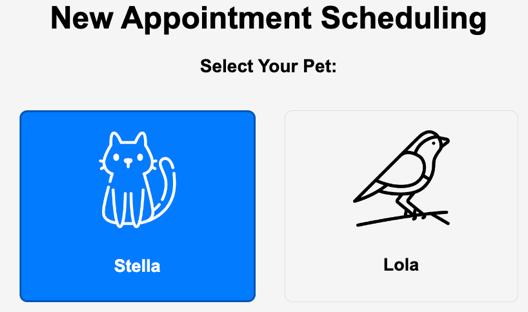 New Appointment Scheduling
Select Your Pet:
Stella
Lola